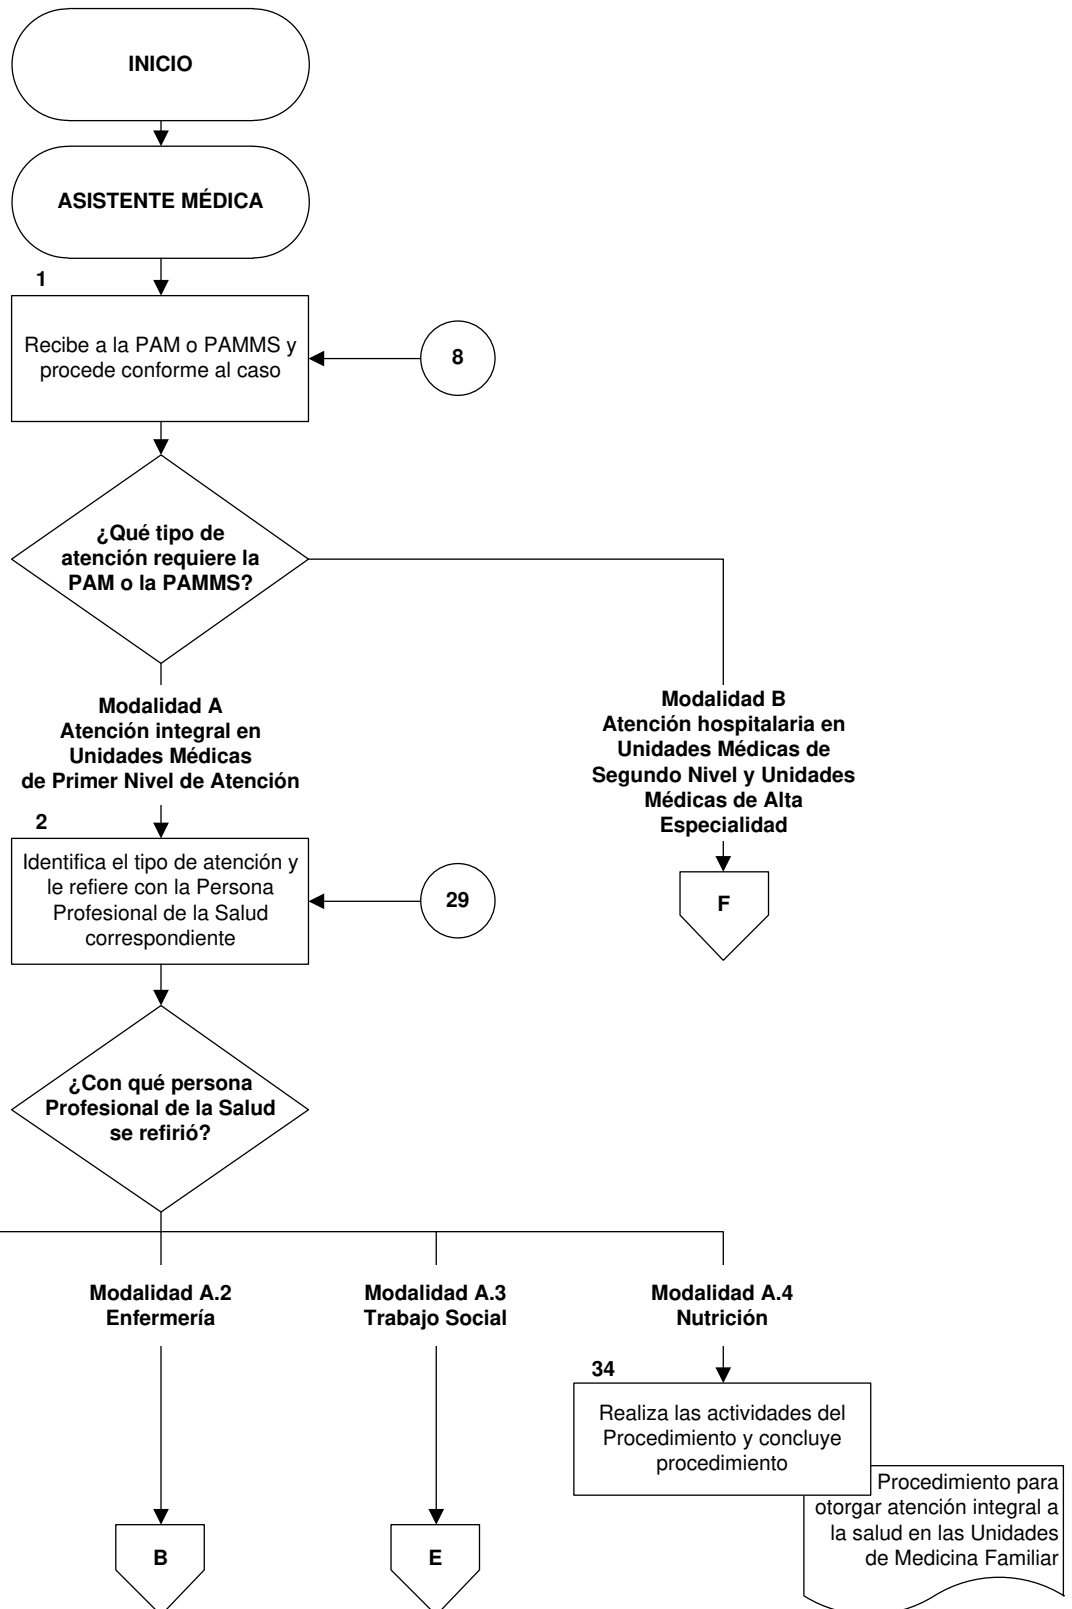 INICIO
ASISTENTE MÉDICA
1
Recibe a la PAM o PAMMS y
procede conforme al caso
8
¿Qué tipo de
atención requiere la
PAM o la PAMMS?
Modalidad A
Atención integral en
Unidades Médicas
de Primer Nivel de Atención
Modalidad B
Atención hospitalaria en
Unidades Médicas de
Segundo Nivel y Unidades
Médicas de Alta
Especialidad
2
Identifica el tipo de atención y
le refiere con la Persona
Profesional de la Salud
correspondiente
29
F
¿Con qué persona
Profesional de la Salud
se refirió?
Modalidad A.2
Enfermería
Modalidad A.3
Trabajo Social
Modalidad A.4
Nutrición
34
Realiza las actividades del
Procedimiento y concluye
procedimiento
Procedimiento para
otorgar atención integral a
la salud en las Unidades
de Medicina Familiar
B
E